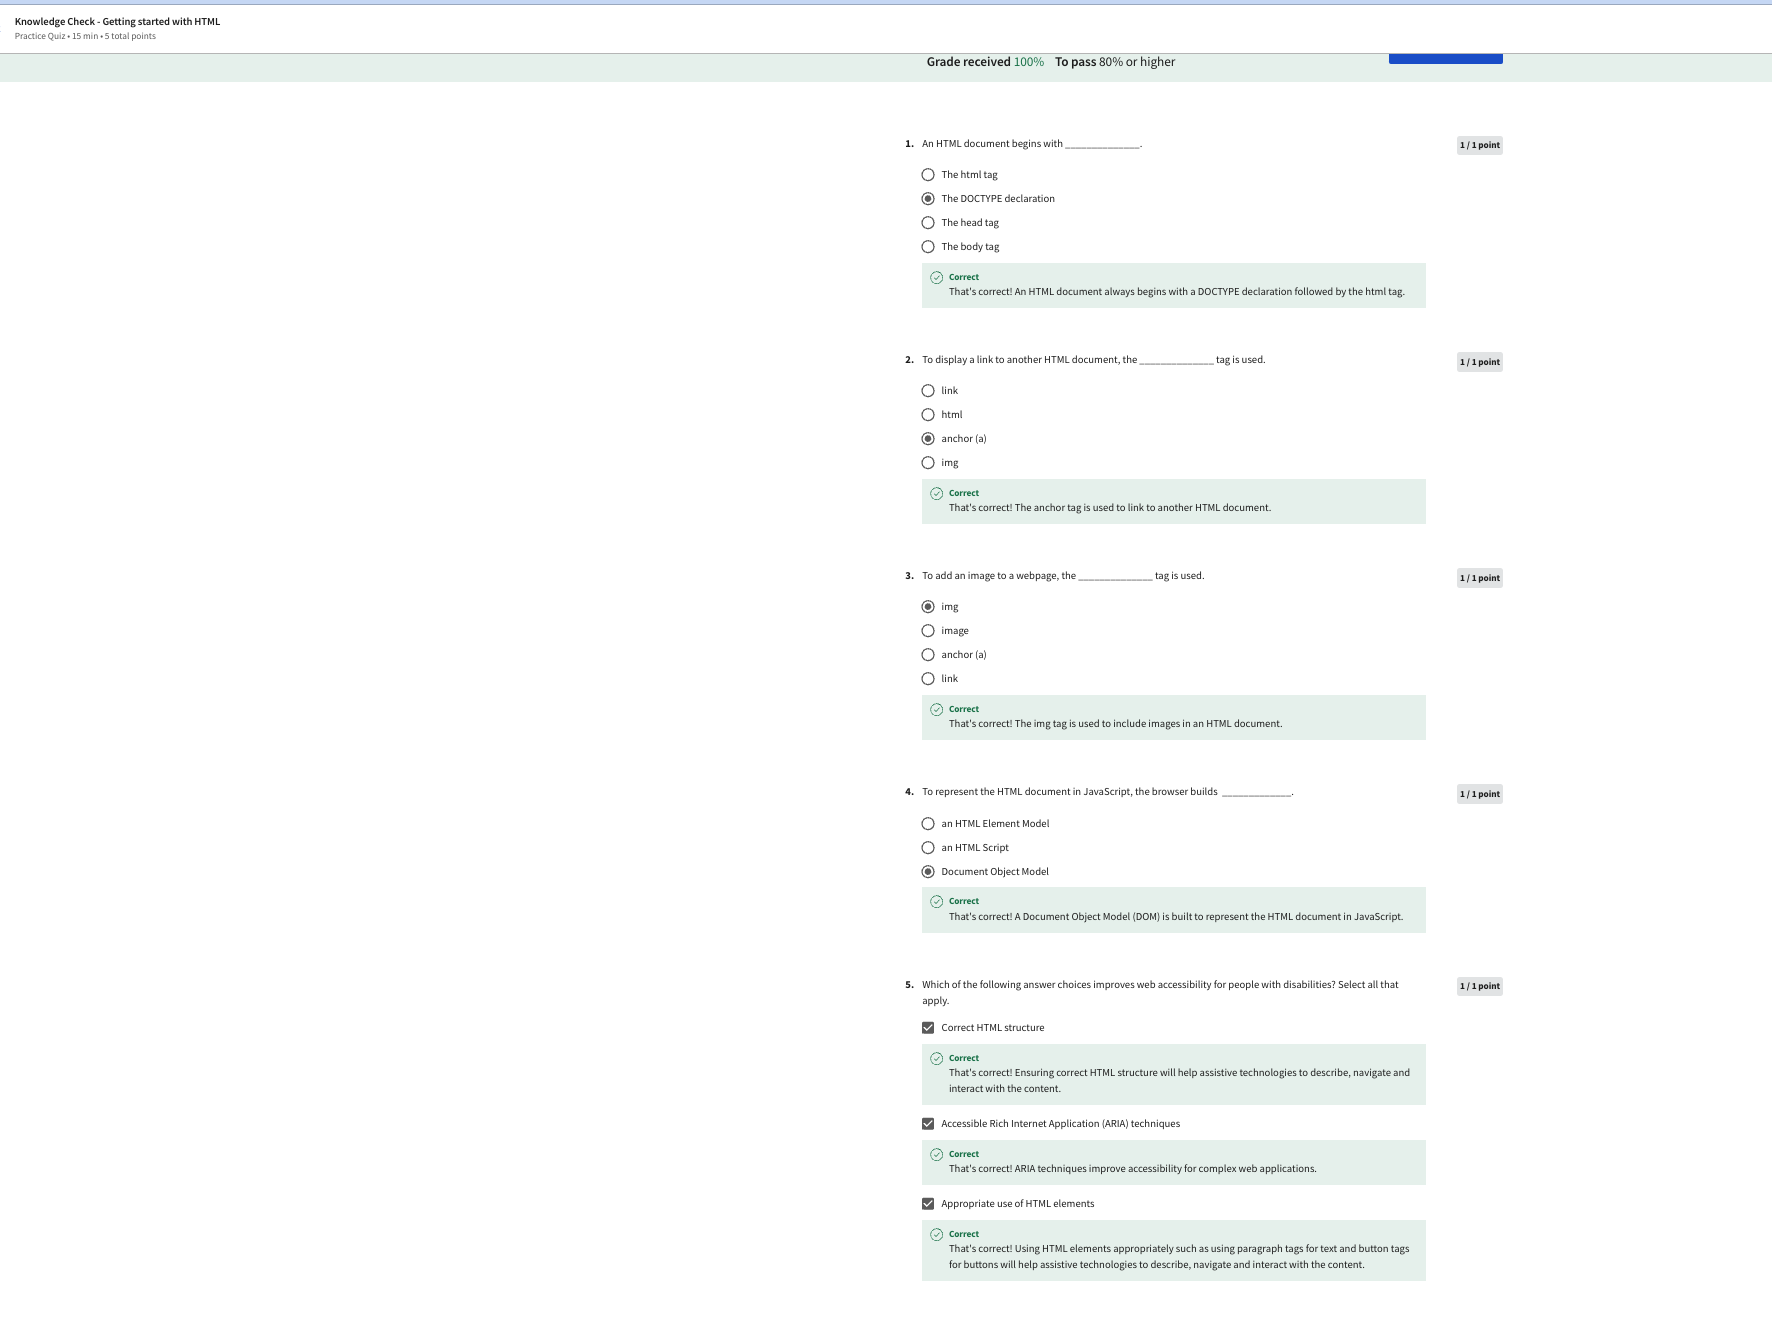 Knowledge Check - Getting started with HTML
Practice Quiz • 15 min • 5 total points
Grade received 100% To pass 80% or higher
1. An HTML document begins with ______________. 1 / 1 point
The html tag
The DOCTYPE declaration
The head tag
The body tag
Correct
That's correct! An HTML document always begins with a DOCTYPE declaration followed by the html tag.
2. To display a link to another HTML document, the ______________ tag is used. 1 / 1 point
link
html
anchor (a)
img
Correct
That's correct! The anchor tag is used to link to another HTML document.
3. To add an image to a webpage, the ______________ tag is used. 1 / 1 point
img
image
anchor (a)
link
Correct
That's correct! The img tag is used to include images in an HTML document.
4. To represent the HTML document in JavaScript, the browser builds _____________. 1 / 1 point
an HTML Element Model
an HTML Script
Document Object Model
Correct
That's correct! A Document Object Model (DOM) is built to represent the HTML document in JavaScript.
5. Which of the following answer choices improves web accessibility for people with disabilities? Select all that 1 / 1 point
apply.
Correct HTML structure
Correct
That's correct! Ensuring correct HTML structure will help assistive technologies to describe, navigate and
interact with the content.
Accessible Rich Internet Application (ARIA) techniques
Correct
That's correct! ARIA techniques improve accessibility for complex web applications.
Appropriate use of HTML elements
Correct
That's correct! Using HTML elements appropriately such as using paragraph tags for text and button tags
for buttons will help assistive technologies to describe, navigate and interact with the content.